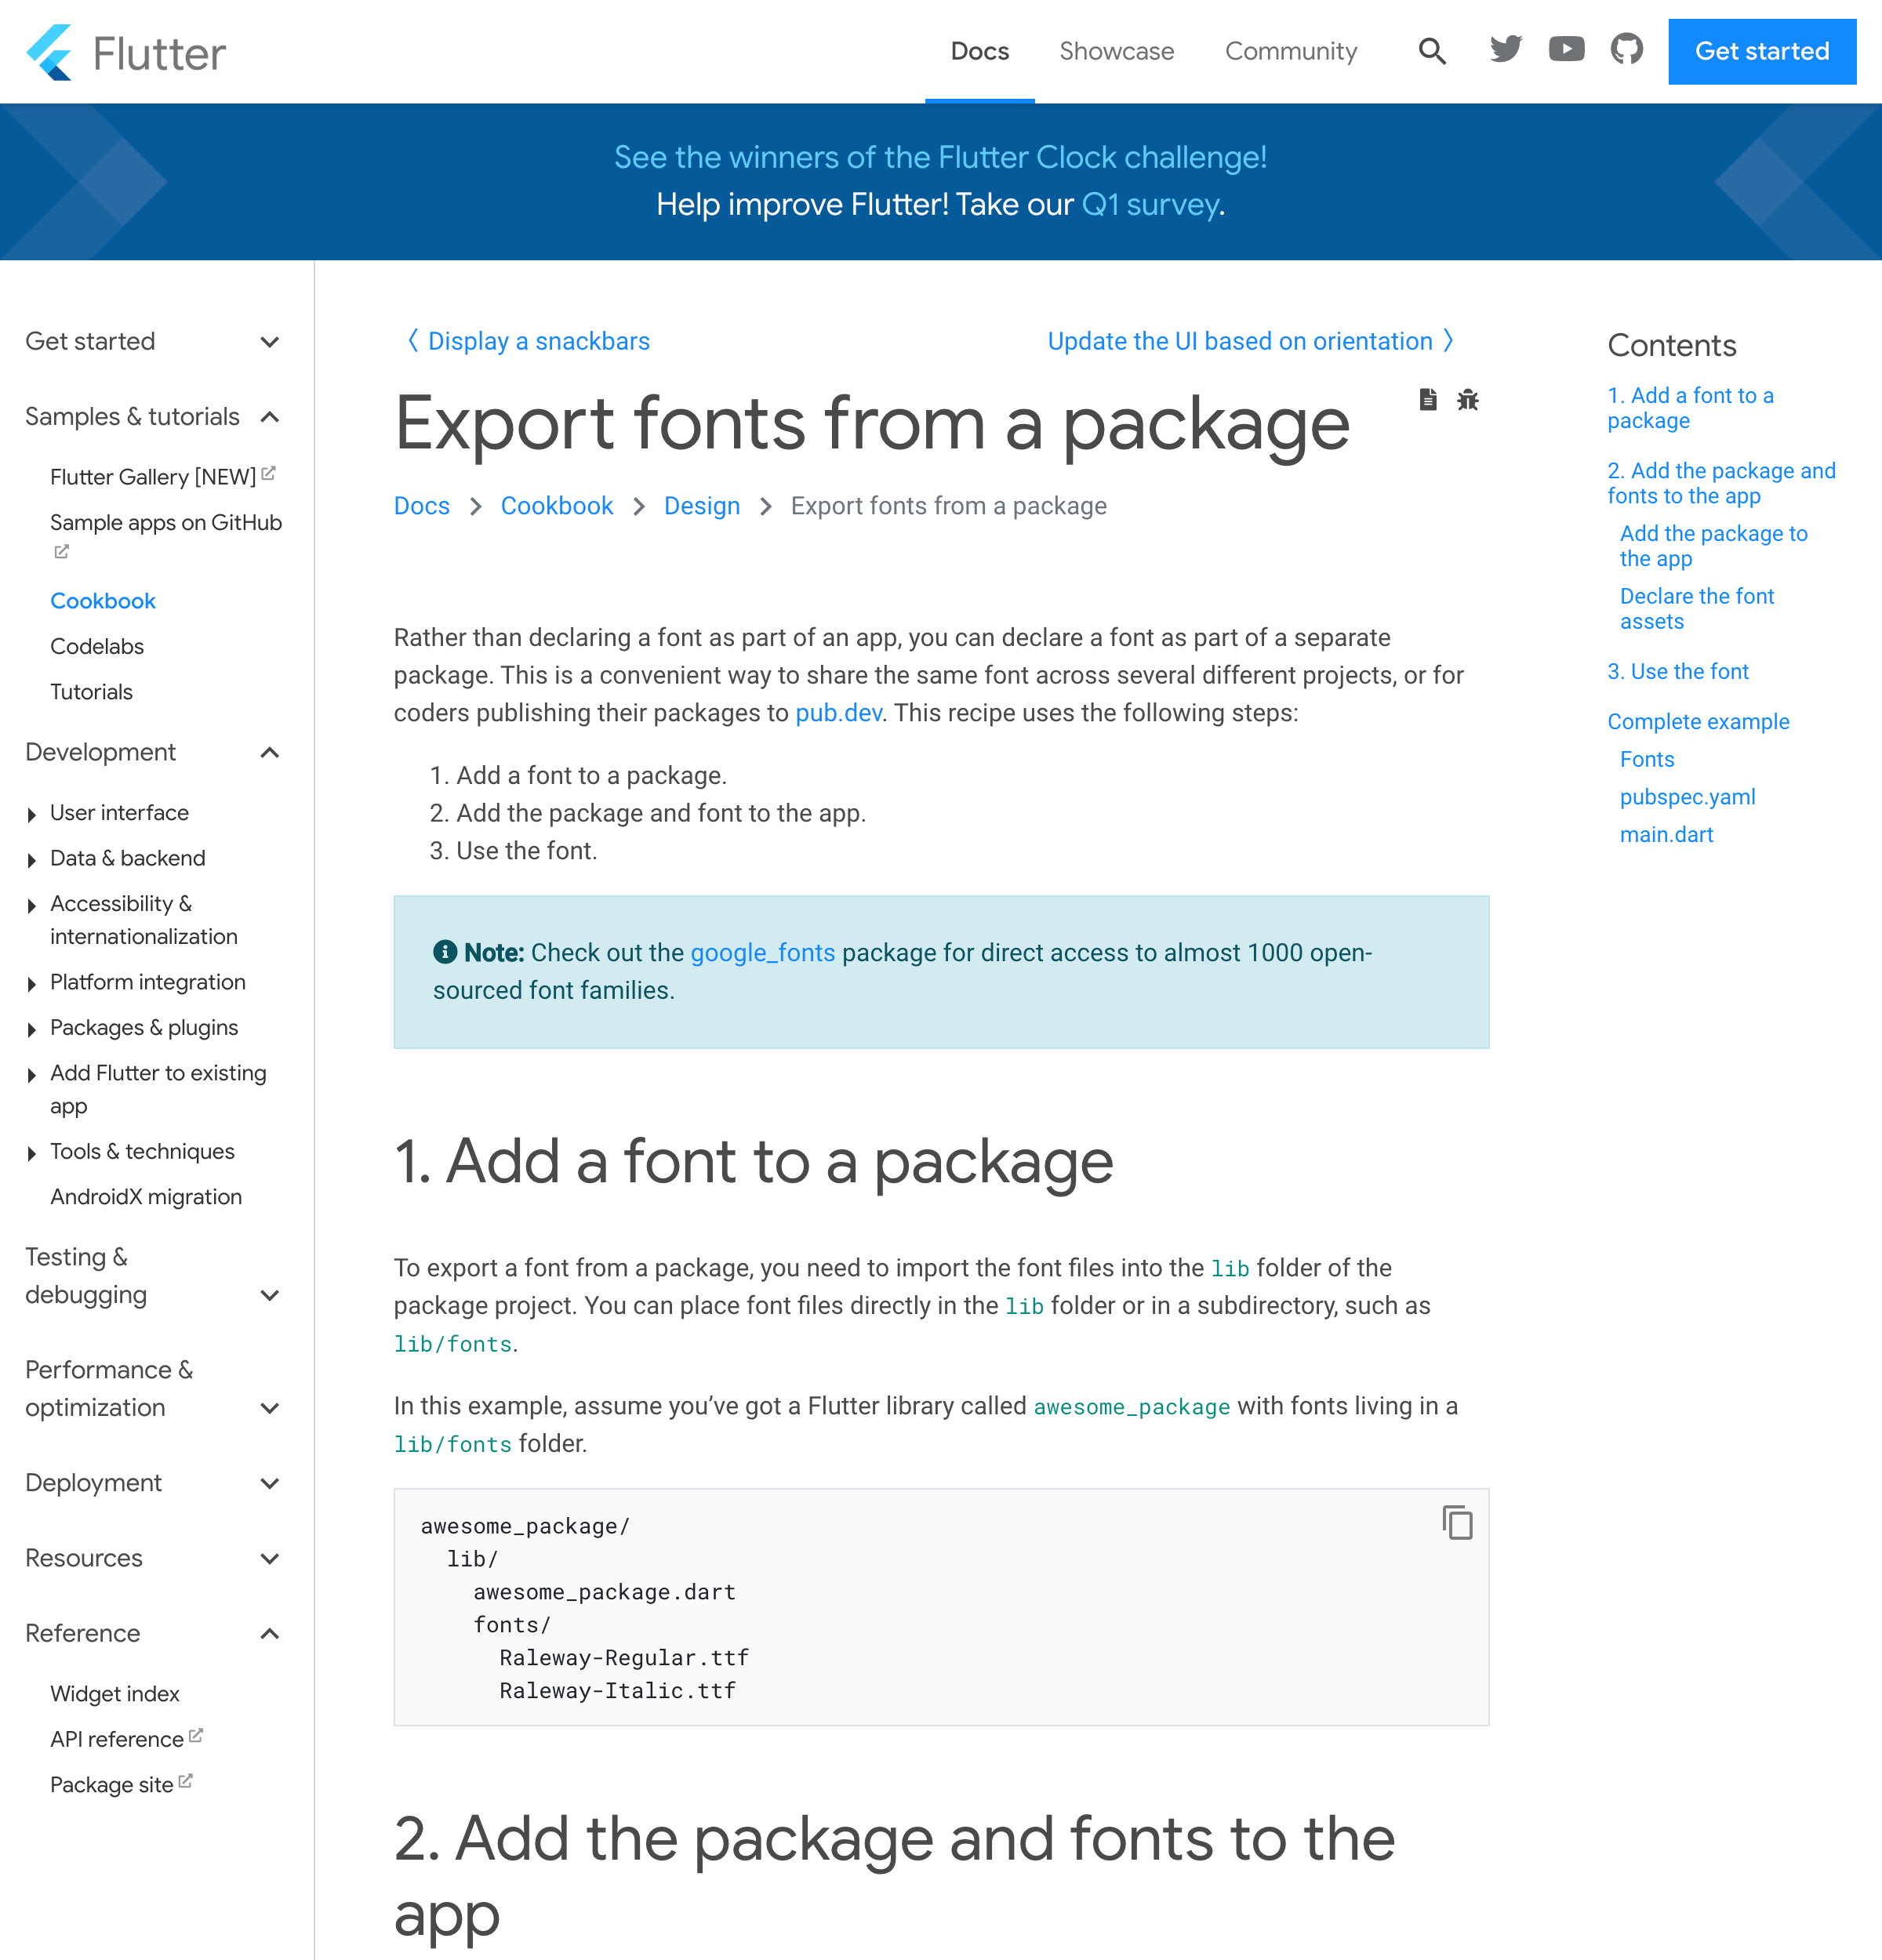 Flutter
Docs
Showcase
Community
Get started
See the winners of the Flutter Clock challenge!
Help improve Flutter! Take our Q1 survey.
Get started
Samples & tutorials
Flutter Gallery [NEW]
Sample apps on GitHub
Cookbook
Codelabs
Tutorials
Development
User interface
Data & backend
Accessibility &
internationalization
Platform integration
Packages & plugins
Add Flutter to existing
app
Tools & techniques
AndroidX migration
Testing &
debugging
Performance &
optimization
Deployment
Resources
Reference
Widget index
API reference
Package site
〈 Display a snackbars
Update the UI based on orientation 〉
Export fonts from a package
Docs > Cookbook > Design > Export fonts from a package
Rather than declaring a font as part of an app, you can declare a font as part of a separate
package. This is a convenient way to share the same font across several different projects, or for
coders publishing their packages to pub.dev. This recipe uses the following steps:
1. Add a font to a package.
2. Add the package and font to the app.
3. Use the font.
Note: Check out the google_fonts package for direct access to almost 1000 open-
sourced font families.
1. Add a font to a package
To export a font from a package, you need to import the font files into the lib folder of the
package project. You can place font files directly in the lib folder or in a subdirectory, such as
lib/fonts.
In this example, assume you’ve got a Flutter library called awesome_package with fonts living in a
lib/fonts folder.
awesome_package/
  lib/
    awesome_package.dart
    fonts/
      Raleway-Regular.ttf
      Raleway-Italic.ttf
2. Add the package and fonts to the
app
Contents
1. Add a font to a
package
2. Add the package and
fonts to the app
Add the package to
the app
Declare the font
assets
3. Use the font
Complete example
Fonts
pubspec.yaml
main.dart